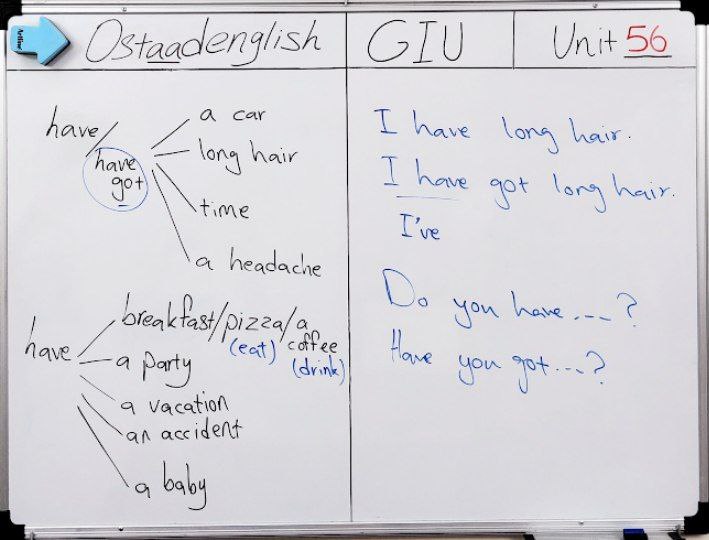 Artline
Ostaadenglish
GIU
Unit 56
have/
have
got
a car
long hair
time
a headache
have
breakfast/pizza/a
coffee
(eat)
(drink)
a party
a vacation
an accident
a baby
I have long hair.
I have got long hair.
I've
Do you have ...?
Have you got ...?